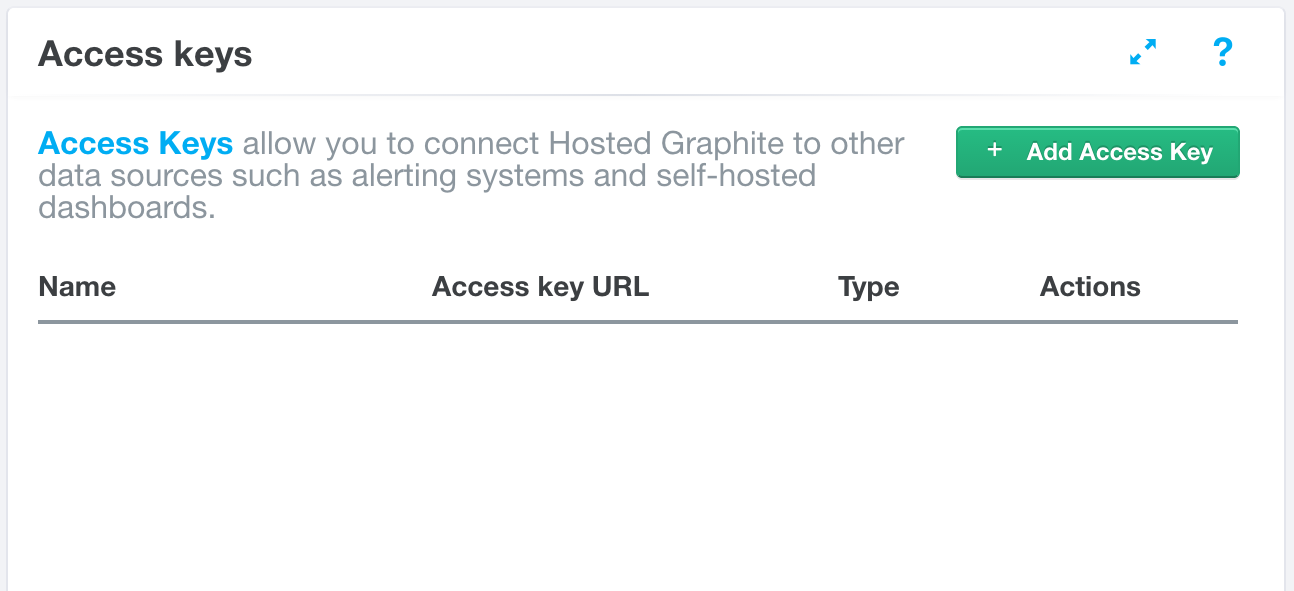 Access keys
?
Access Keys allow you to connect Hosted Graphite to other
data sources such as alerting systems and self-hosted
dashboards.
+ Add Access Key
Name Access key URL Type Actions